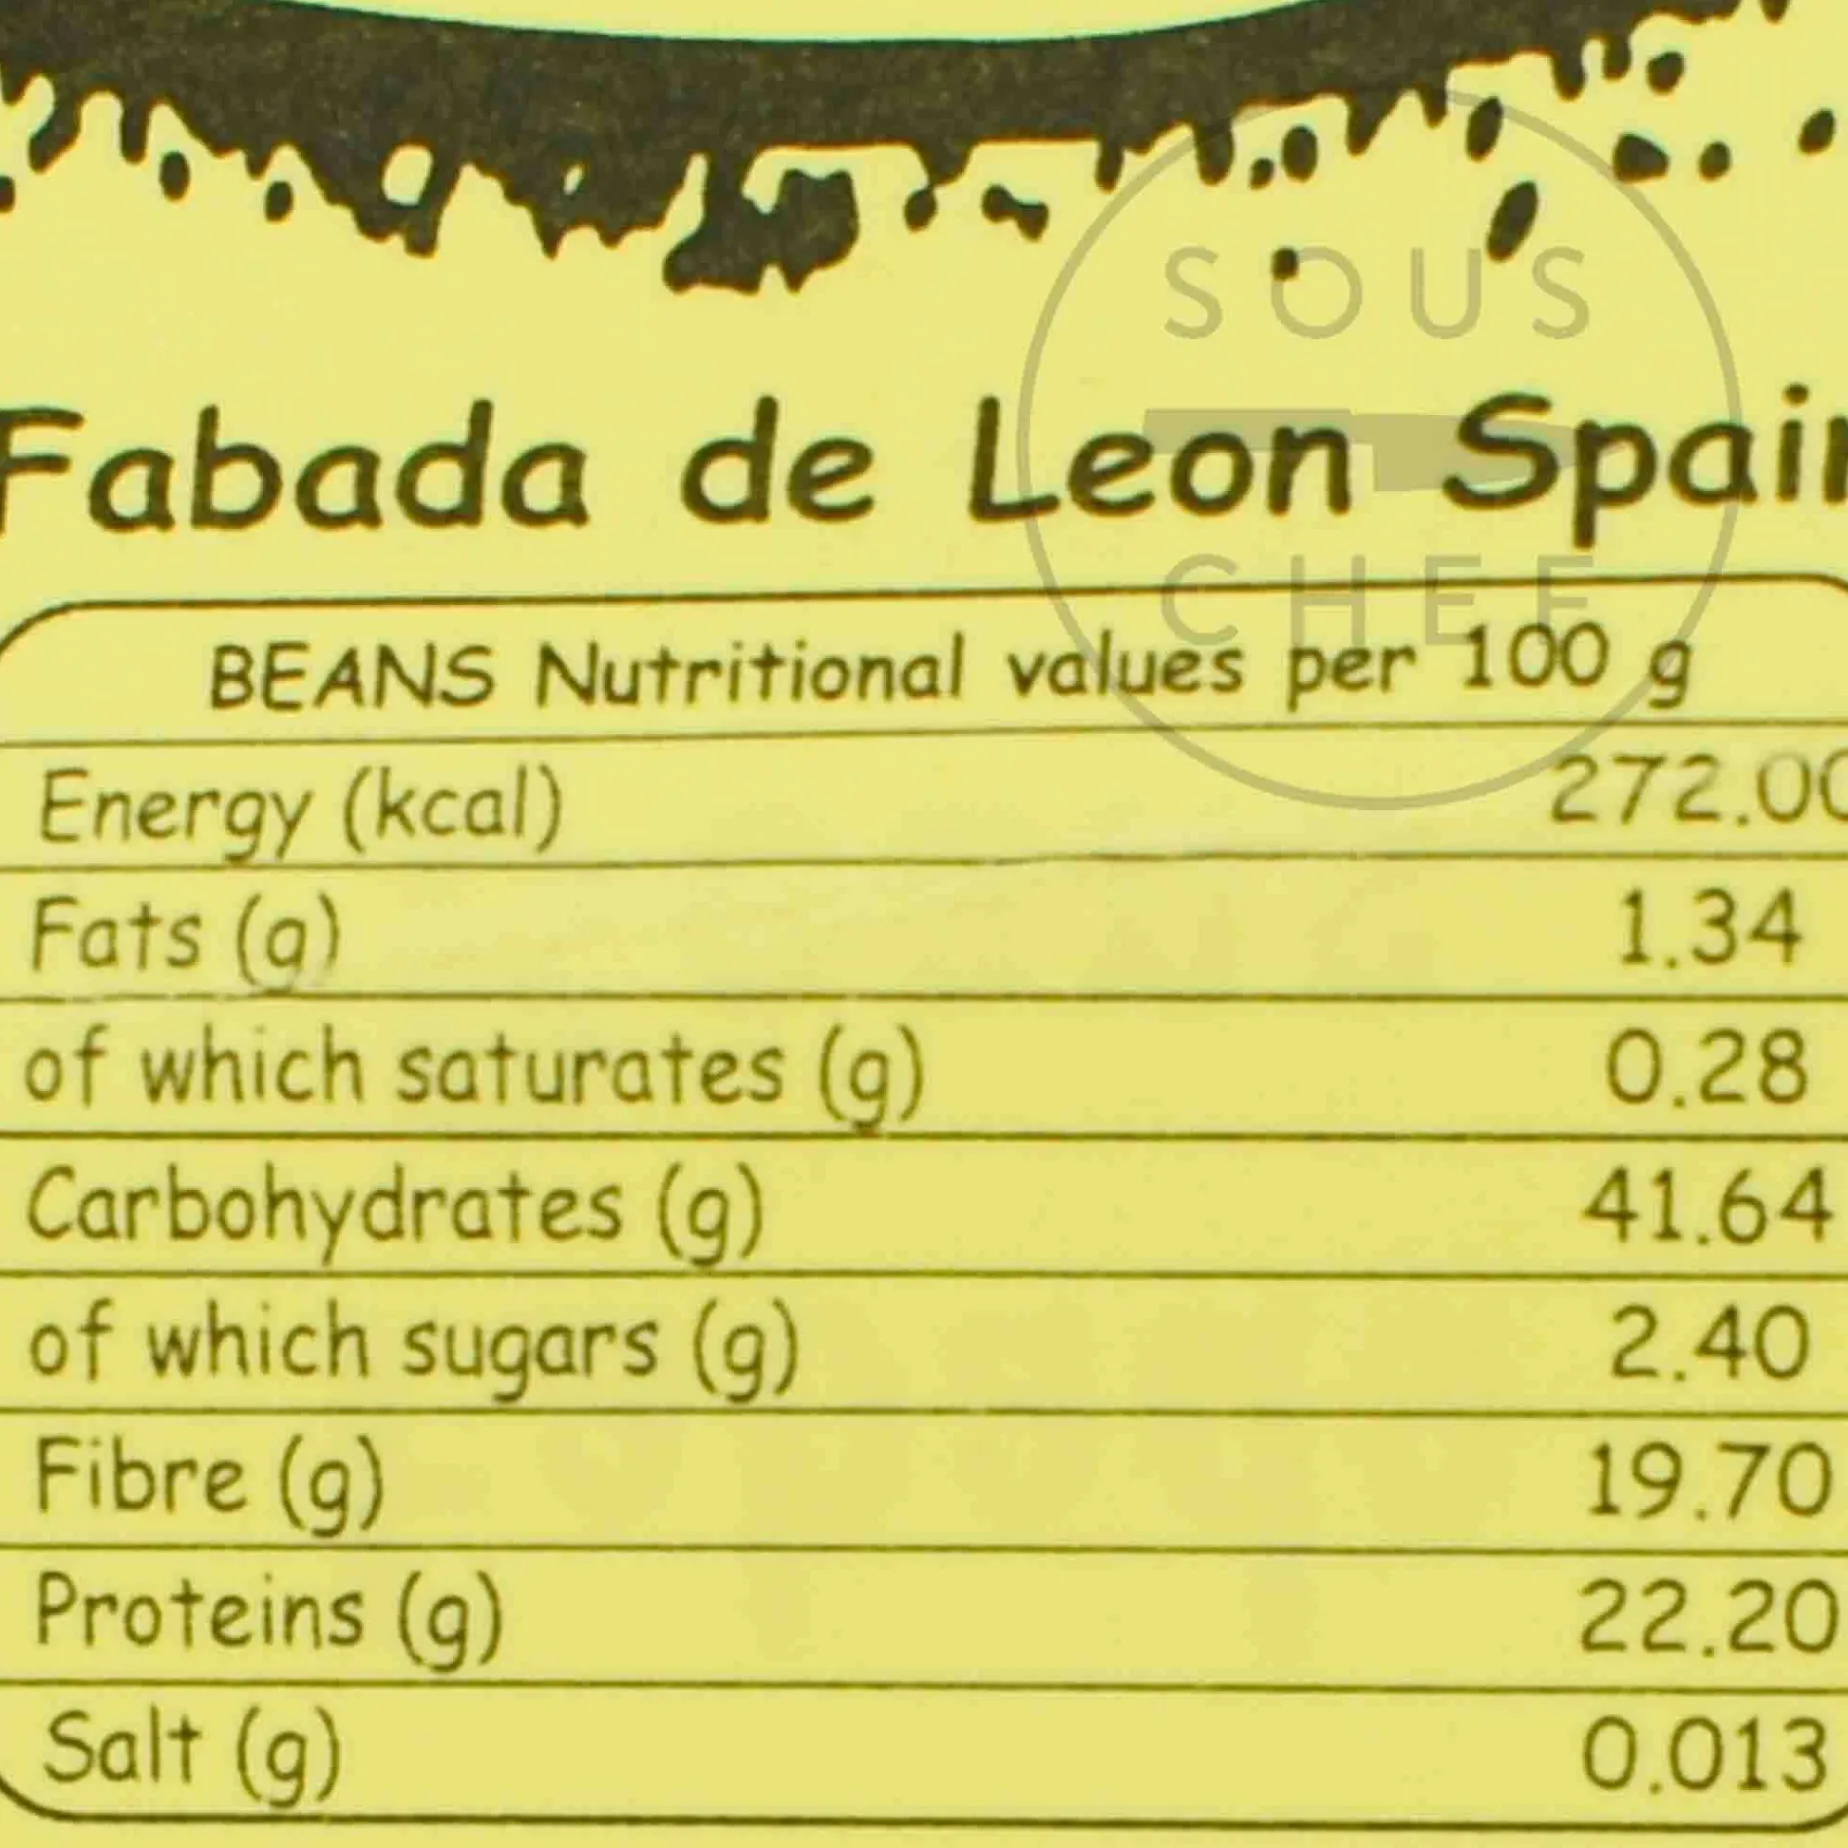 SOUS
Fabada de Leon Spain
CHEF
BEANS Nutritional values per 100 g
Energy (kcal) 272.00
Fats (g) 1.34
of which saturates (g) 0.28
Carbohydrates (g) 41.64
of which sugars (g) 2.40
Fibre (g) 19.70
Proteins (g) 22.20
Salt (g) 0.013